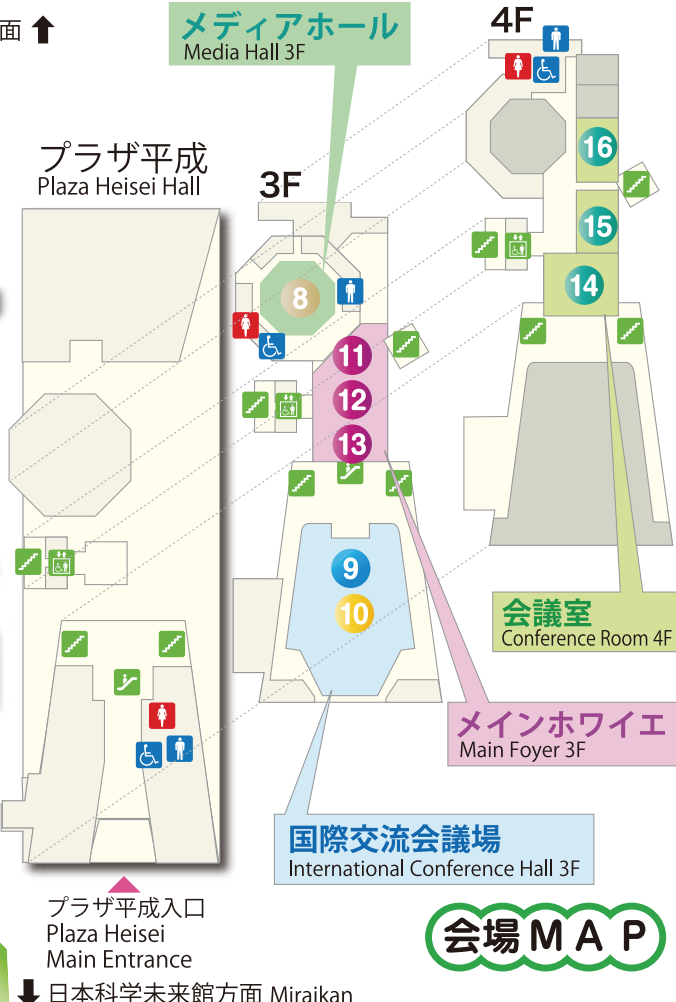 面
メディアホール
Media Hall 3F
4F
プラザ平成
Plaza Heisei Hall
3F
16
15
14
8
11
12
13
9
10
会議室
Conference Room 4F
メインホワイエ
Main Foyer 3F
国際交流会議場
International Conference Hall 3F
プラザ平成入口
Plaza Heisei
Main Entrance
会場MAP
日本科学未来館方面 Miraikan